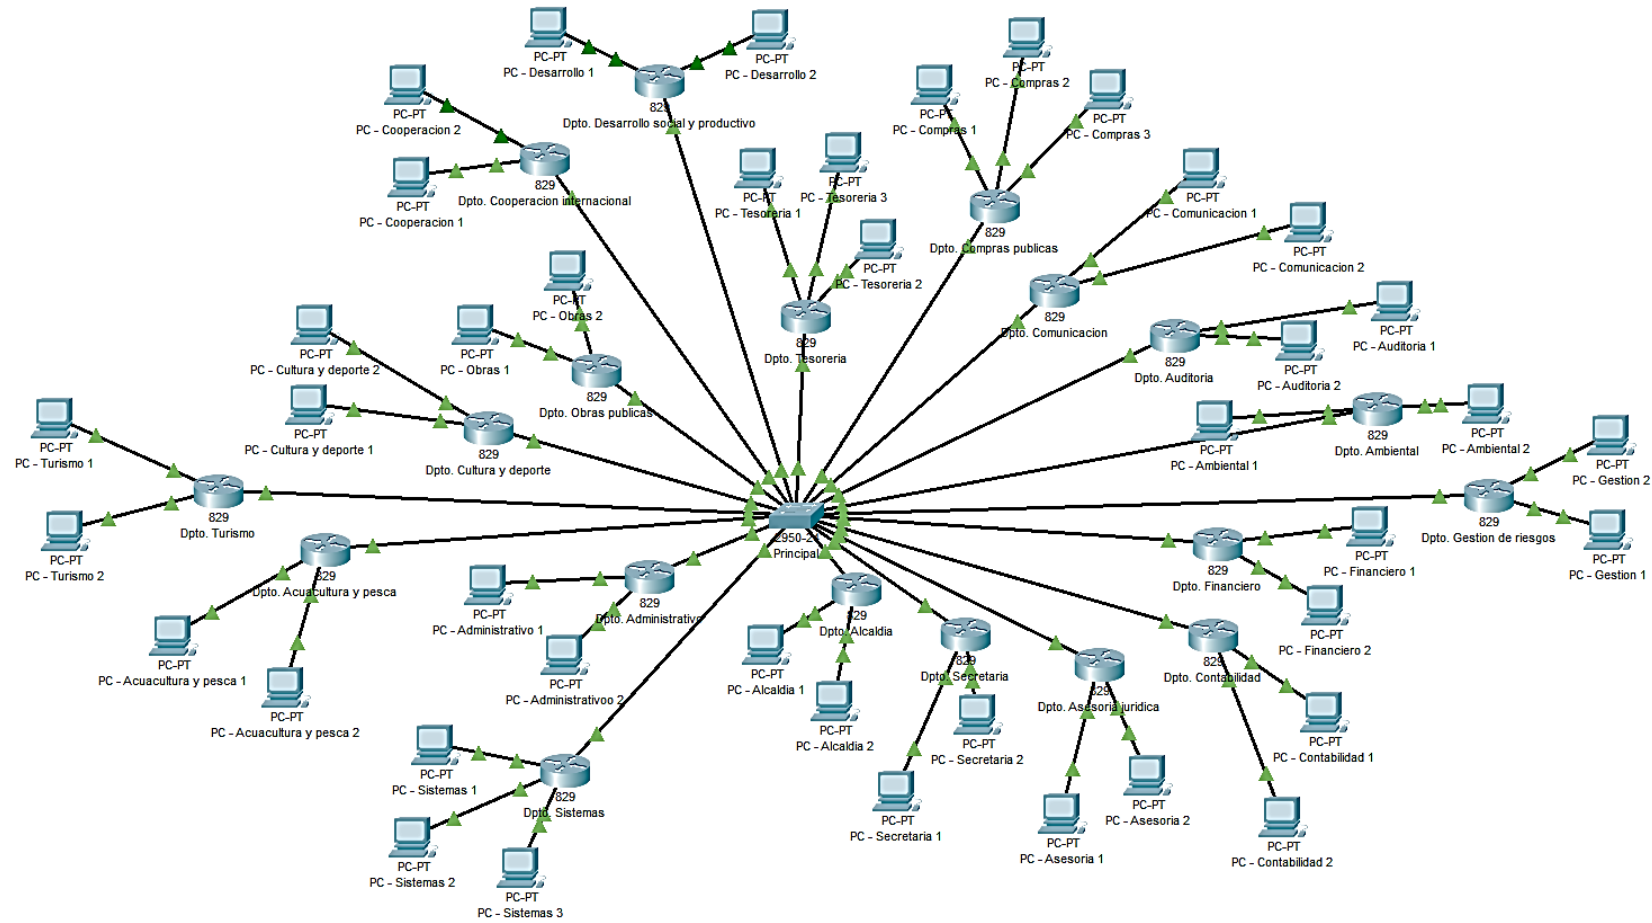 PC-PT
PC - Desarrollo 1
PC-PT
PC - Desarrollo 2
829
Dpto. Desarrollo social y productivo
PC-PT
PC - Cooperacion 2
PC-PT
PC - Cooperacion 1
829
Dpto. Cooperacion internacional
PC-PT
PC - Tesoreria 1
PC-PT
PC - Tesoreria 3
PC-PT
PC - Tesoreria 2
829
Dpto. Tesoreria
PC-PT
PC - Compras 1
PC-PT
PC - Compras 2
PC-PT
PC - Compras 3
829
Dpto. Compras publicas
PC-PT
PC - Comunicacion 1
PC-PT
PC - Comunicacion 2
829
Dpto. Comunicacion
PC-PT
PC - Auditoria 1
PC-PT
PC - Auditoria 2
829
Dpto. Auditoria
PC-PT
PC - Obras 2
PC-PT
PC - Obras 1
829
Dpto. Obras publicas
PC-PT
PC - Cultura y deporte 2
PC-PT
PC - Cultura y deporte 1
829
Dpto. Cultura y deporte
PC-PT
PC - Ambiental 1
PC-PT
PC - Ambiental 2
829
Dpto. Ambiental
PC-PT
PC - Gestion 2
PC-PT
PC - Gestion 1
829
Dpto. Gestion de riesgos
PC-PT
PC - Turismo 1
PC-PT
PC - Turismo 2
829
Dpto. Turismo
2950-24
Principal
829
Dpto. Financiero
PC-PT
PC - Financiero 1
PC-PT
PC - Financiero 2
829
Dpto. Acuacultura y pesca
PC-PT
PC - Acuacultura y pesca 1
PC-PT
PC - Acuacultura y pesca 2
829
Dpto. Administrativo
PC-PT
PC - Administrativo 1
PC-PT
PC - Administrativoo 2
829
Dpto. Alcaldia
PC-PT
PC - Alcaldia 1
PC-PT
PC - Alcaldia 2
829
Dpto. Secretaria
PC-PT
PC - Secretaria 2
PC-PT
PC - Secretaria 1
829
Dpto. Asesoria juridica
PC-PT
PC - Asesoria 2
PC-PT
PC - Asesoria 1
829
Dpto. Contabilidad
PC-PT
PC - Contabilidad 1
PC-PT
PC - Contabilidad 2
829
Dpto. Sistemas
PC-PT
PC - Sistemas 1
PC-PT
PC - Sistemas 2
PC-PT
PC - Sistemas 3